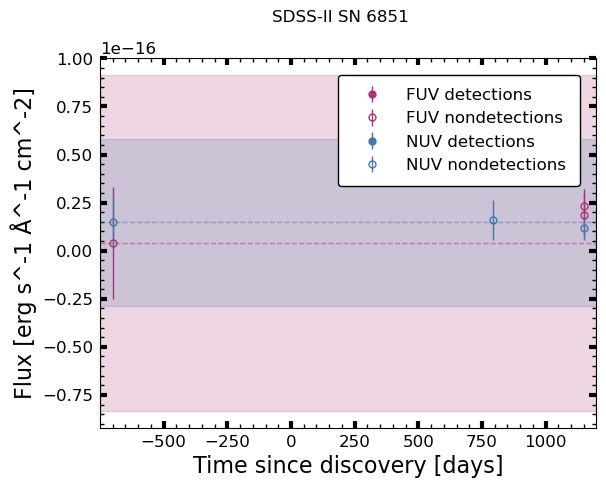 SDSS-II SN 6851
1e−16
1.00
0.75
0.50
0.25
0.00
−0.25
−0.50
−0.75
Flux [erg s^-1 Å^-1 cm^-2]
FUV detections
FUV nondetections
NUV detections
NUV nondetections
−500 −250 0 250 500 750 1000
Time since discovery [days]